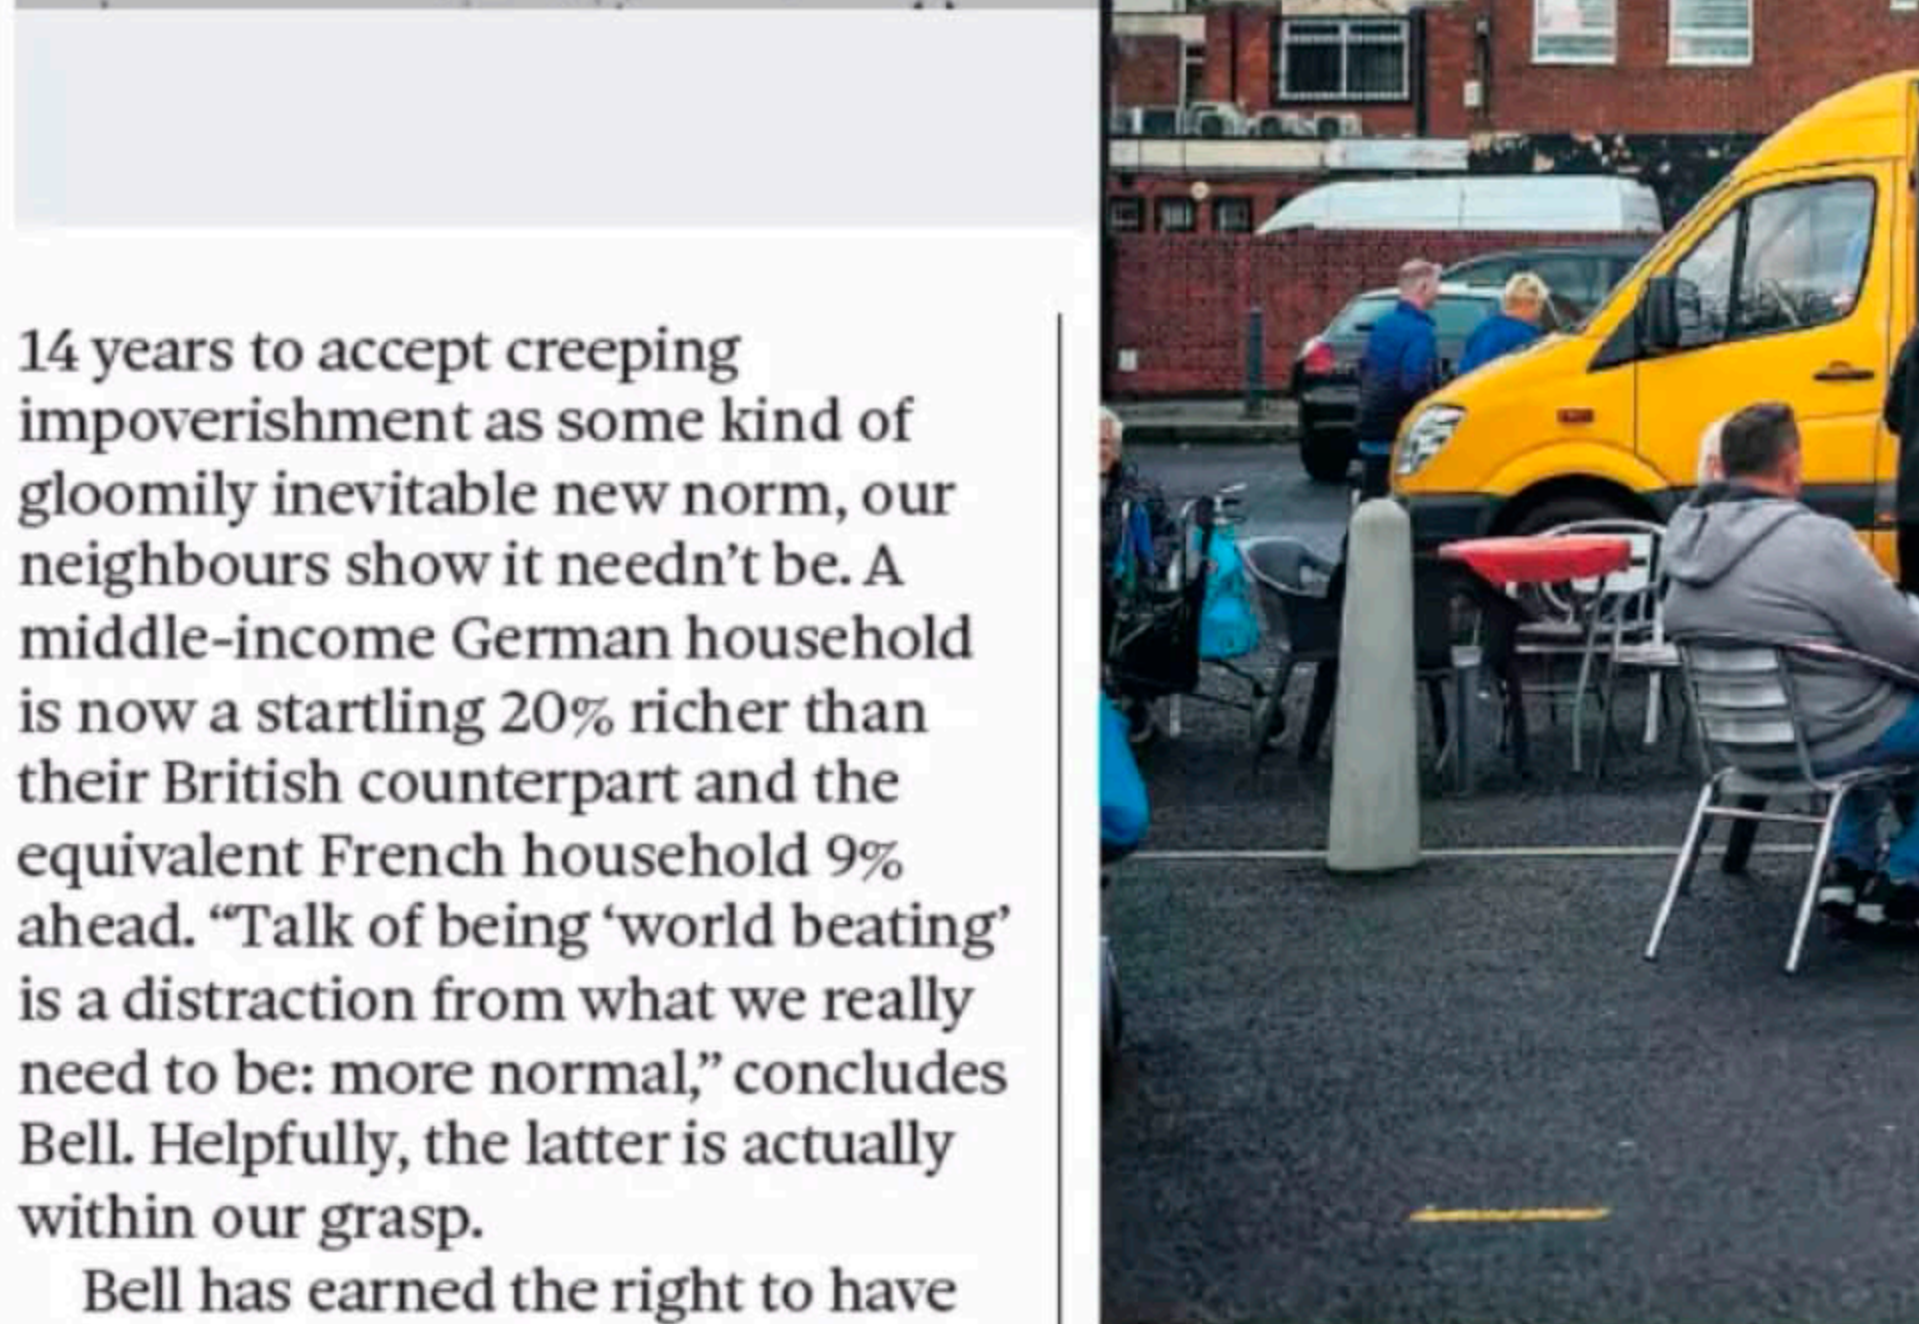 14 years to accept creeping
impoverishment as some kind of
gloomily inevitable new norm, our
neighbours show it needn’t be. A
middle-income German household
is now a startling 20% richer than
their British counterpart and the
equivalent French household 9%
ahead. “Talk of being ‘world beating’
is a distraction from what we really
need to be: more normal,” concludes
Bell. Helpfully, the latter is actually
within our grasp.
Bell has earned the right to have